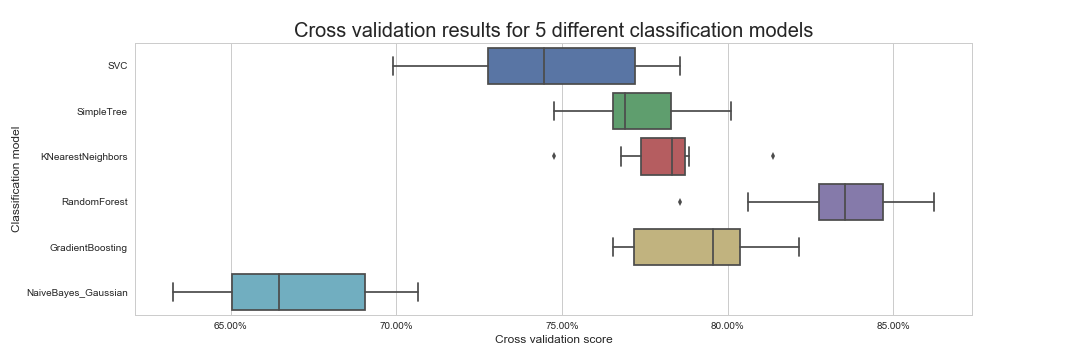 Cross validation results for 5 different classification models
Classification model
SVC
SimpleTree
KNearestNeighbors
RandomForest
GradientBoosting
NaiveBayes_Gaussian
65.00% 70.00% 75.00% 80.00% 85.00%
Cross validation score